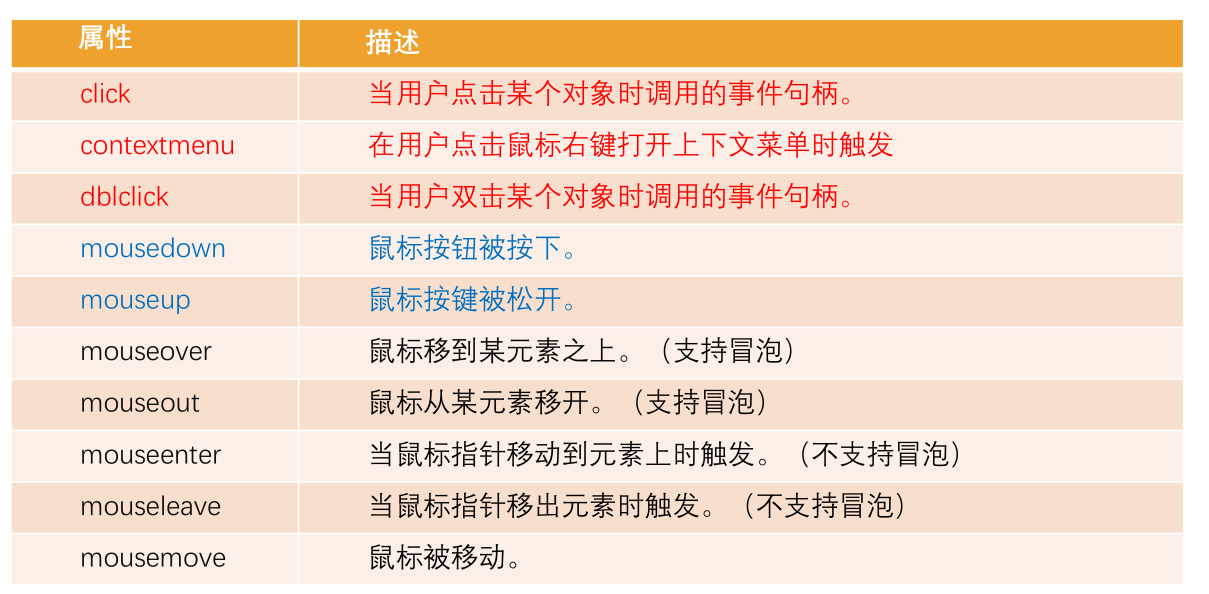 属性 描述
click 当用户点击某个对象时调用的事件句柄。
contextmenu 在用户点击鼠标右键打开上下文菜单时触发
dblclick 当用户双击某个对象时调用的事件句柄。
mousedown 鼠标按钮被按下。
mouseup 鼠标按键被松开。
mouseover 鼠标移到某元素之上。（支持冒泡）
mouseout 鼠标从某元素移开。（支持冒泡）
mouseenter 当鼠标指针移动到元素上时触发。（不支持冒泡）
mouseleave 当鼠标指针移出元素时触发。（不支持冒泡）
mousemove 鼠标被移动。